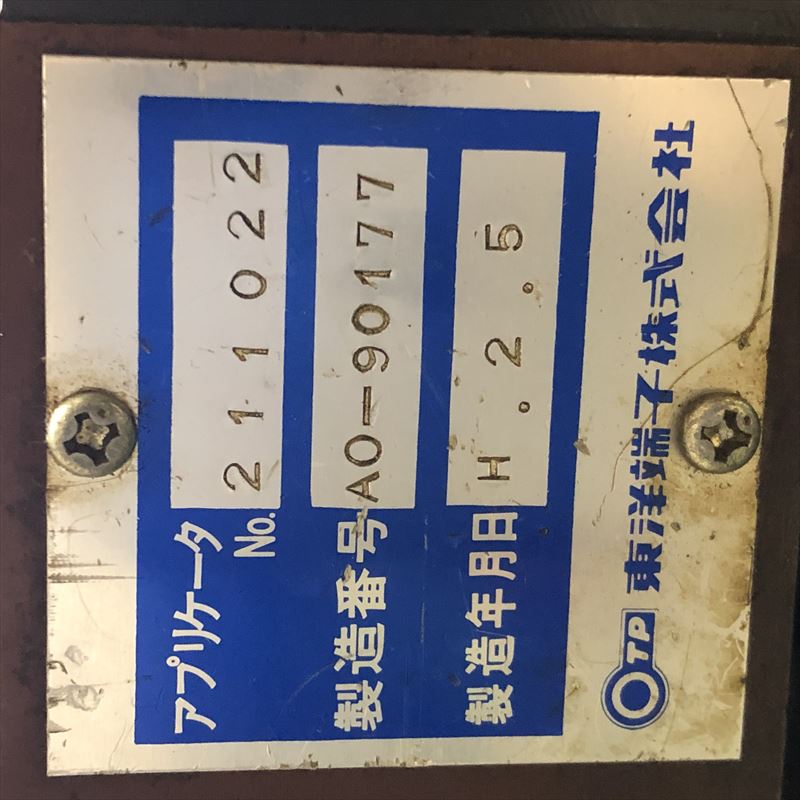 アプリケータ No. 211022
製造番号 AO-90177
製造年月日 H.2.5
OTP 東洋端子株式会社